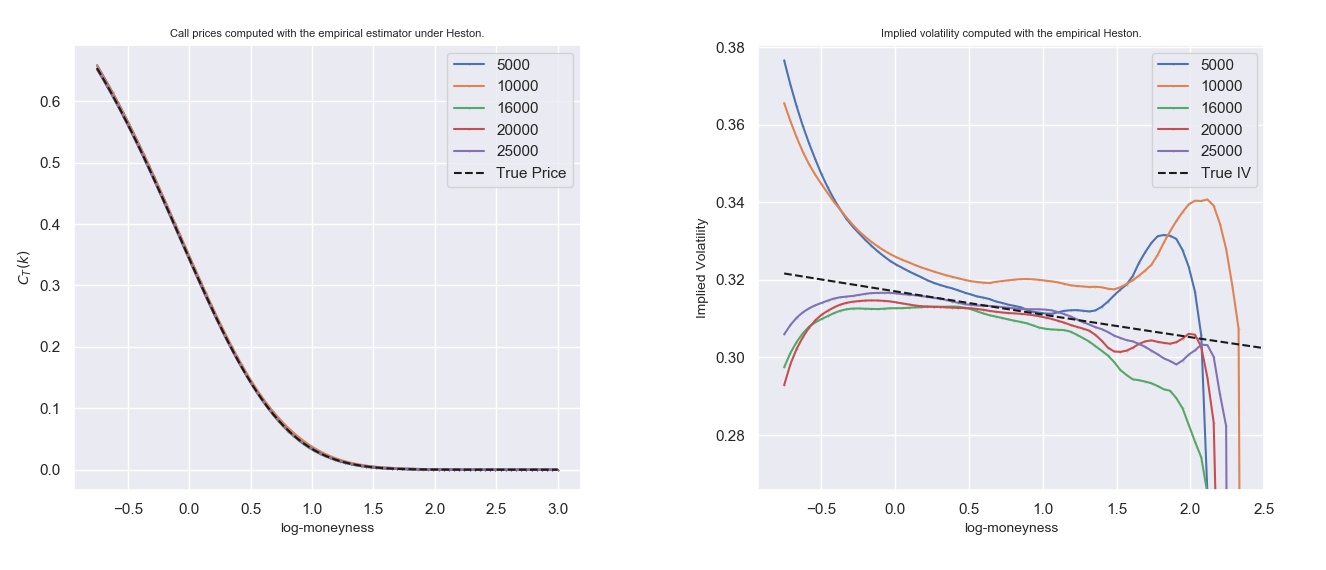 Call prices computed with the empirical estimator under Heston.
5000
10000
16000
20000
25000
True Price
0.6
0.5
0.4
0.3
0.2
0.1
0.0
C_T(k)
−0.5 0.0 0.5 1.0 1.5 2.0 2.5 3.0
log-moneyness
Implied volatility computed with the empirical Heston.
5000
10000
16000
20000
25000
True IV
0.38
0.36
0.34
0.32
0.30
0.28
Implied Volatility
−0.5 0.0 0.5 1.0 1.5 2.0 2.5
log-moneyness